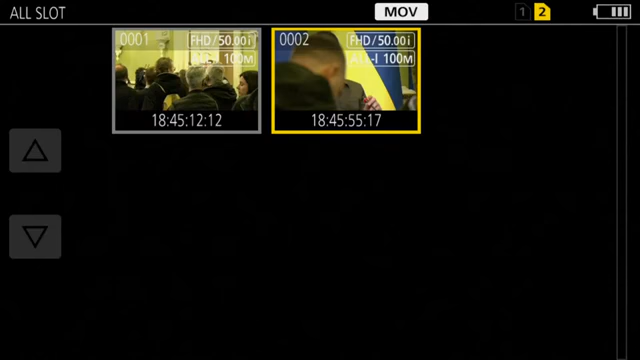 ALL SLOT
MOV
1 2
0001
FHD/50.00i
ALL-I 100M
18:45:12:12
0002
FHD/50.00i
ALL-I 100M
18:45:55:17